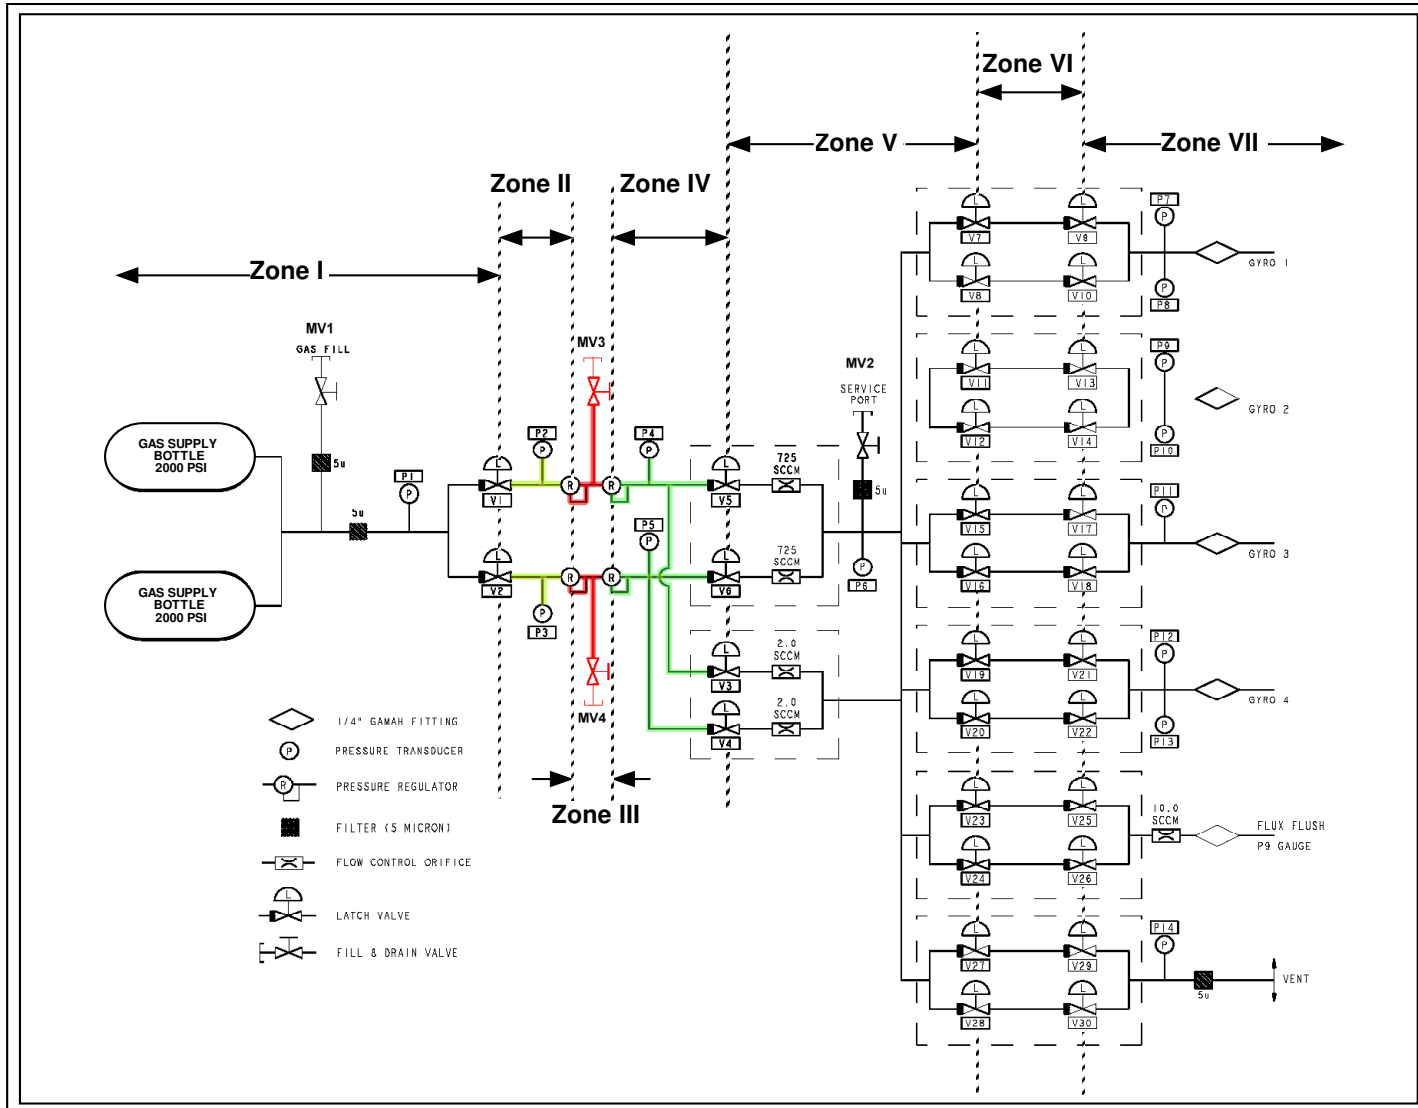 Zone VI
Zone V
Zone VII
Zone II
Zone IV
Zone I
MV1
GAS FILL
MV3
MV2
SERVICE
PORT
GAS SUPPLY
BOTTLE
2000 PSI
GAS SUPPLY
BOTTLE
2000 PSI
5u
5u
P1
P2
V1
V2
P3
P4
P5
MV4
V5
V6
V3
V4
725
SCCM
725
SCCM
2.0
SCCM
2.0
SCCM
5u
P6
V7
V9
V8
V10
P7
P8
GYRO 1
V11
V13
V12
V14
P9
P10
GYRO 2
V15
V17
V16
V18
P11
GYRO 3
V19
V21
V20
V22
P12
P13
GYRO 4
V23
V25
V24
V26
10.0
SCCM
FLUX FLUSH
P9 GAUGE
V27
V29
V28
V30
P14
5u
VENT
Zone III
1/4" GAMAH FITTING
P PRESSURE TRANSDUCER
R PRESSURE REGULATOR
FILTER (5 MICRON)
FLOW CONTROL ORIFICE
L LATCH VALVE
FILL & DRAIN VALVE